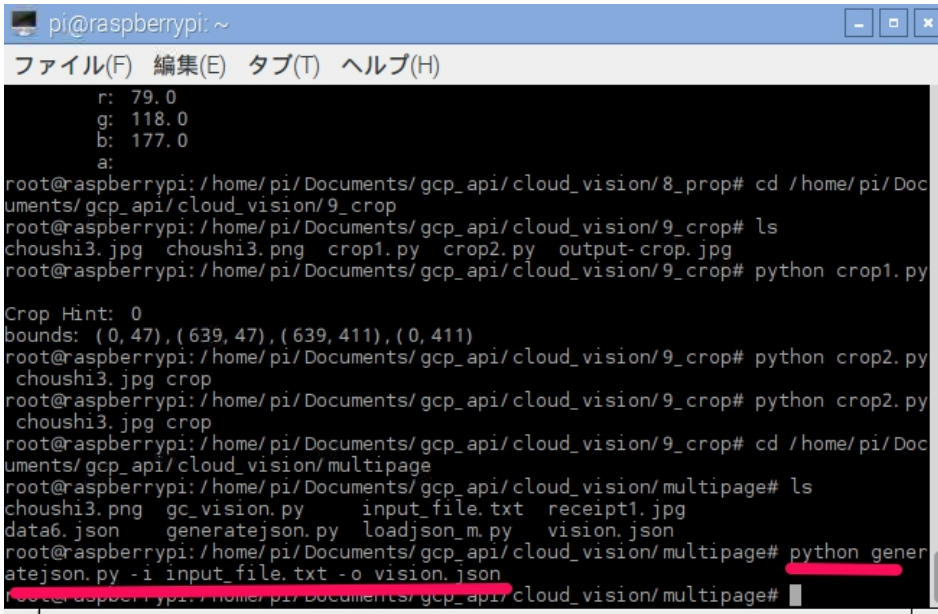 pi@raspberrypi: ~
ファイル(F) 編集(E) タブ(T) ヘルプ(H)
r: 79.0
g: 118.0
b: 177.0
a:
root@raspberrypi:/home/pi/Documents/gcp_api/cloud_vision/8_prop# cd /home/pi/Doc
uments/gcp_api/cloud_vision/9_crop
root@raspberrypi:/home/pi/Documents/gcp_api/cloud_vision/9_crop# ls
choushi3.jpg choushi3.png crop1.py crop2.py output-crop.jpg
root@raspberrypi:/home/pi/Documents/gcp_api/cloud_vision/9_crop# python crop1.py
Crop Hint: 0
bounds: (0,47),(639,47),(639,411),(0,411)
root@raspberrypi:/home/pi/Documents/gcp_api/cloud_vision/9_crop# python crop2.py
choushi3.jpg crop
root@raspberrypi:/home/pi/Documents/gcp_api/cloud_vision/9_crop# python crop2.py
choushi3.jpg crop
root@raspberrypi:/home/pi/Documents/gcp_api/cloud_vision/9_crop# cd /home/pi/Doc
uments/gcp_api/cloud_vision/multipage
root@raspberrypi:/home/pi/Documents/gcp_api/cloud_vision/multipage# ls
choushi3.png gc_vision.py input_file.txt receipt1.jpg
data6.json generatejson.py loadjson_m.py vision.json
root@raspberrypi:/home/pi/Documents/gcp_api/cloud_vision/multipage# python gener
atejson.py -i input_file.txt -o vision.json
root@raspberrypi:/home/pi/Documents/gcp_api/cloud_vision/multipage#